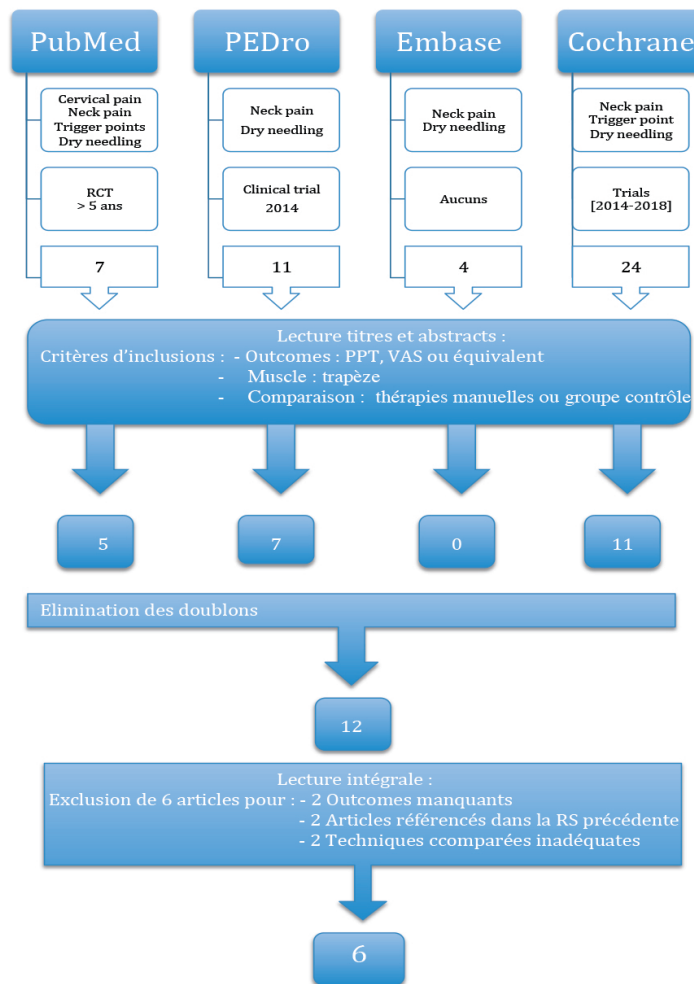 PubMed
PEDro
Embase
Cochrane
Cervical pain
Neck pain
Trigger points
Dry needling
Neck pain
Dry needling
Neck pain
Dry needling
Neck pain
Trigger point
Dry needling
RCT
> 5 ans
Clinical trial
2014
Aucuns
Trials
[2014-2018]
7
11
4
24
Lecture titres et abstracts :
Critères d'inclusions : - Outcomes : PPT, VAS ou équivalent
- Muscle : trapèze
- Comparaison : thérapies manuelles ou groupe contrôle
5
7
0
11
Elimination des doublons
12
Lecture intégrale :
Exclusion de 6 articles pour : - 2 Outcomes manquants
- 2 Articles référencés dans la RS précédente
- 2 Techniques ccomparées inadéquates
6